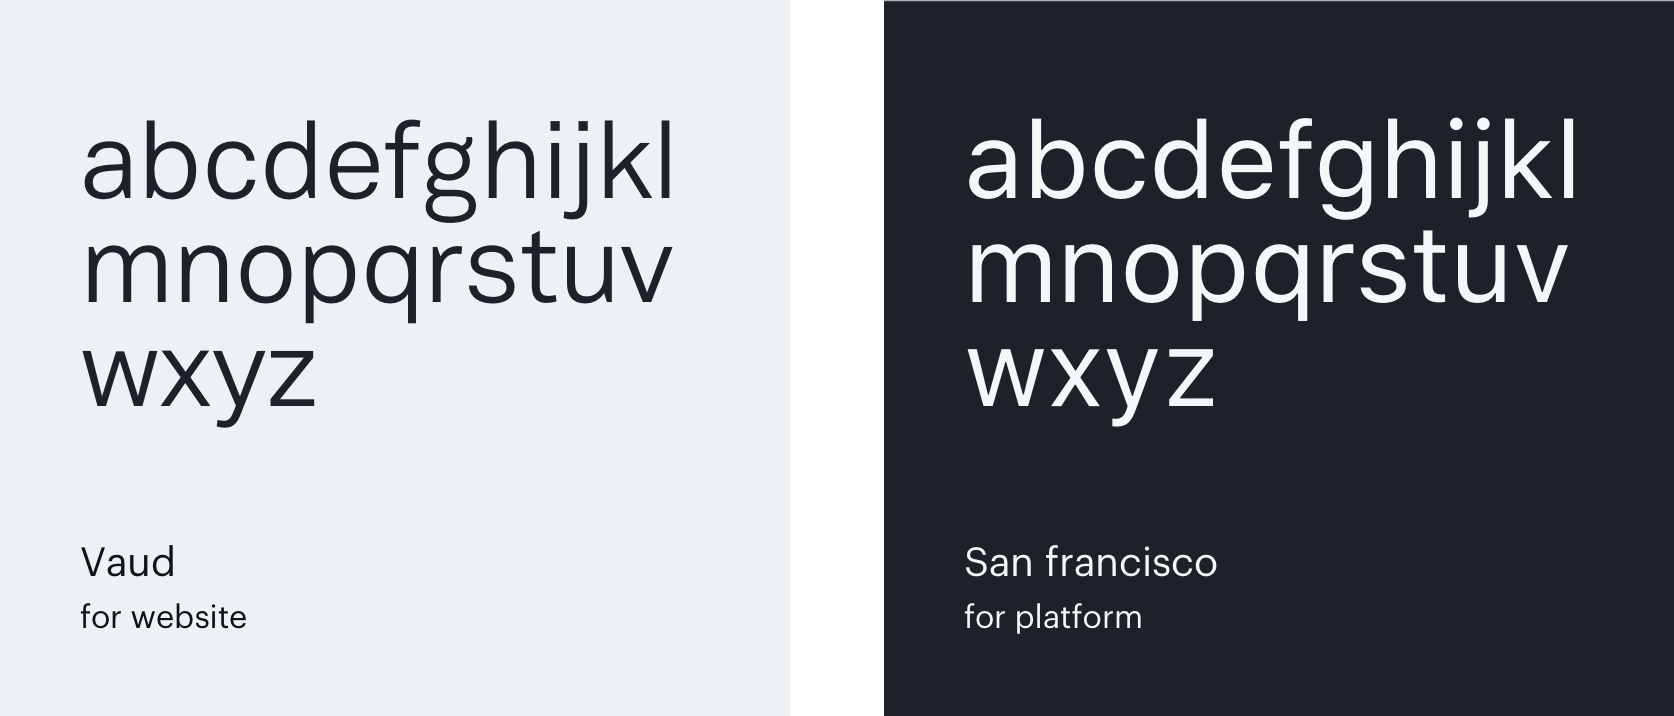 abcdefghijkl
mnopqrstuv
wxyz
Vaud
for website
abcdefghijkl
mnopqrstuv
wxyz
San francisco
for platform